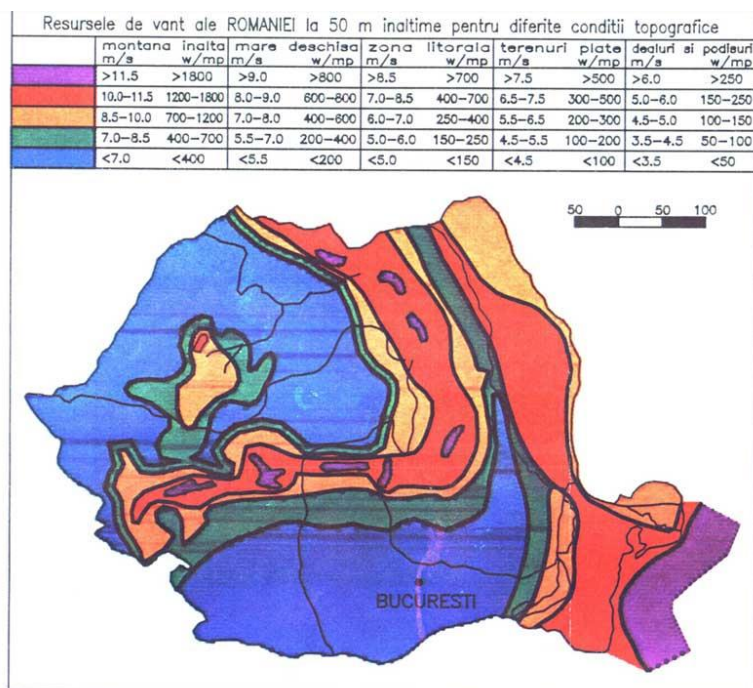 Resursele de vant ale ROMANIEI la 50 m inaltime pentru diferite conditii topografice
montana inalta mare deschisa zona litorala terenuri plate dealuri si podisuri
m/s w/mp m/s w/mp m/s w/mp m/s w/mp m/s w/mp
>11.5 >1800 >9.0 >800 >8.5 >700 >7.5 >500 >6.0 >250
10.0-11.5 1200-1800 8.0-9.0 600-800 7.0-8.5 400-700 6.5-7.5 300-500 5.0-6.0 150-250
8.5-10.0 700-1200 7.0-8.0 400-600 6.0-7.0 250-400 5.5-6.5 200-300 4.5-5.0 100-150
7.0-8.5 400-700 5.5-7.0 200-400 5.0-6.0 150-250 4.5-5.5 100-200 3.5-4.5 50-100
<7.0 <400 <5.5 <200 <5.0 <150 <4.5 <100 <3.5 <50
50 0 50 100
BUCURESTI